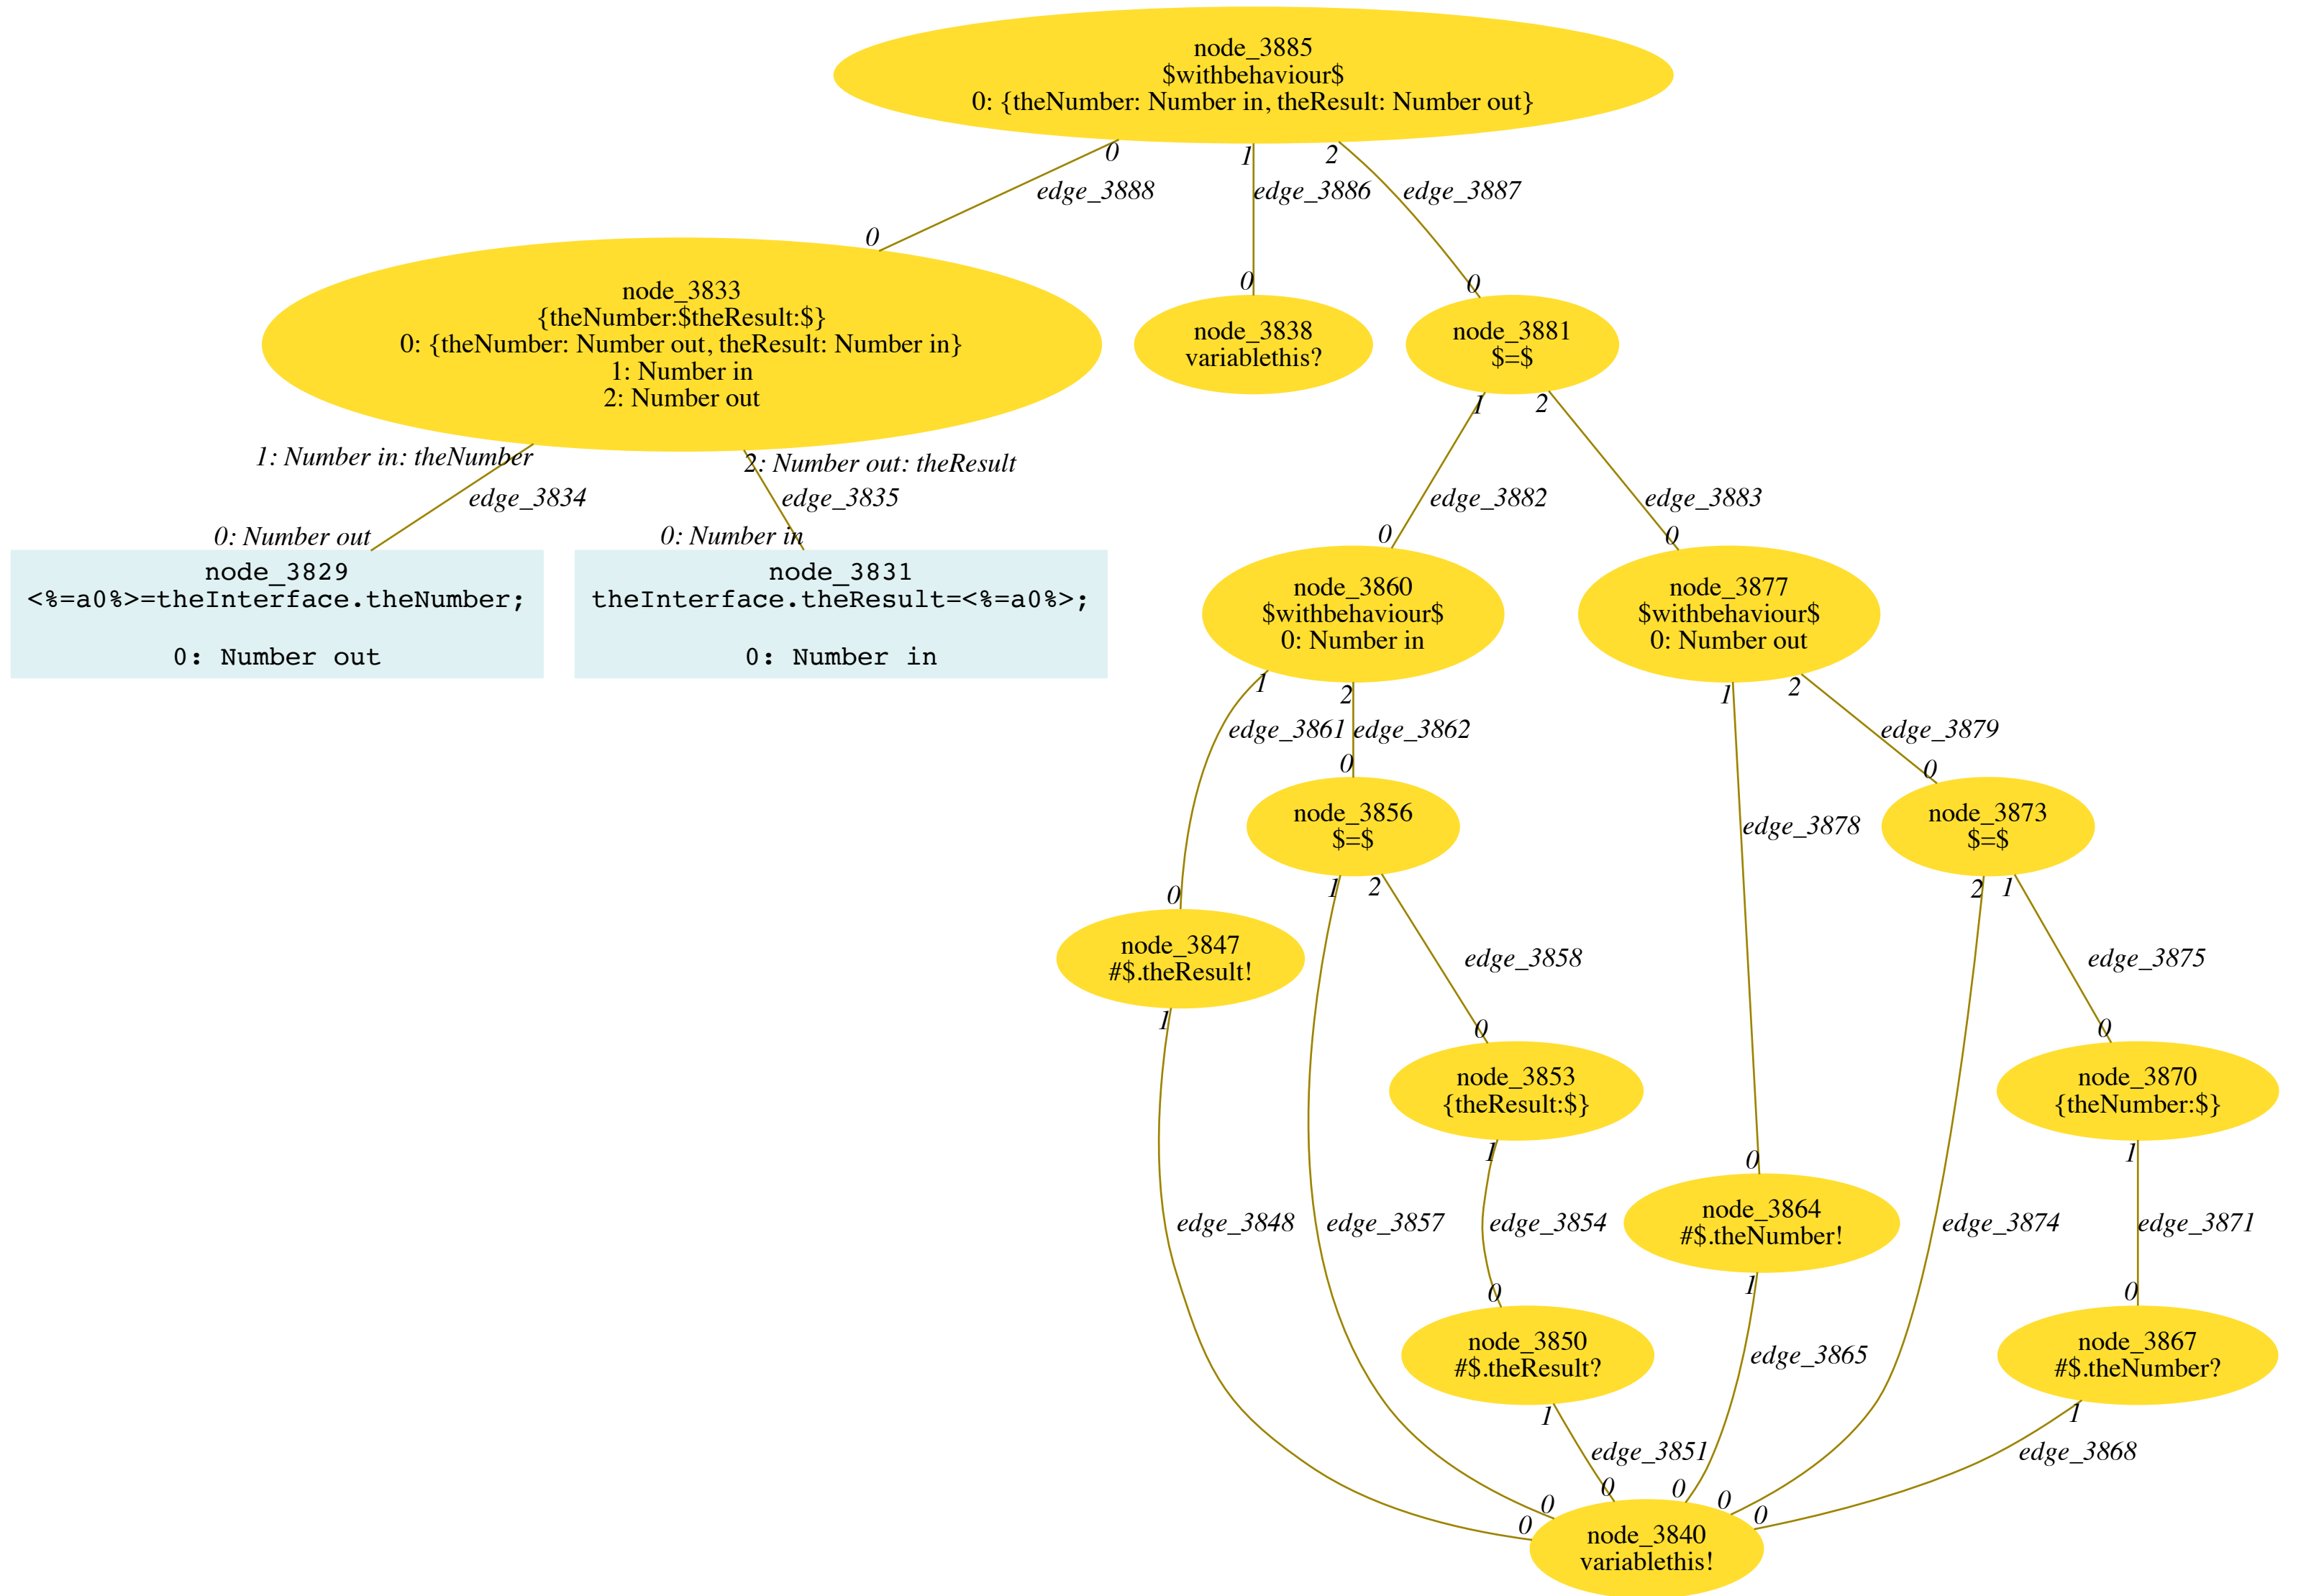 node_3885
$withbehaviour$
0: {theNumber: Number in, theResult: Number out}
0
1
2
edge_3888
edge_3886
edge_3887
0
0
0
node_3833
{theNumber:$theResult:$}
0: {theNumber: Number out, theResult: Number in}
1: Number in
2: Number out
node_3838
variablethis?
node_3881
$=$
1
2
1: Number in: theNumber
2: Number out: theResult
edge_3834
edge_3835
edge_3882
edge_3883
0: Number out
0: Number in
0
0
node_3829
<%=a0%>=theInterface.theNumber;
0: Number out
node_3831
theInterface.theResult=<%=a0%>;
0: Number in
node_3860
$withbehaviour$
0: Number in
node_3877
$withbehaviour$
0: Number out
1
2
1
2
edge_3861
edge_3862
edge_3879
0
0
node_3856
$=$
edge_3878
node_3873
$=$
1
2
2
1
0
node_3847
#$.theResult!
edge_3858
edge_3875
1
0
0
node_3853
{theResult:$}
node_3870
{theNumber:$}
1
0
1
edge_3848
edge_3857
edge_3854
node_3864
#$.theNumber!
edge_3874
edge_3871
0
1
0
node_3850
#$.theResult?
edge_3865
node_3867
#$.theNumber?
1
1
edge_3851
edge_3868
0
0
0
0
0
0
node_3840
variablethis!